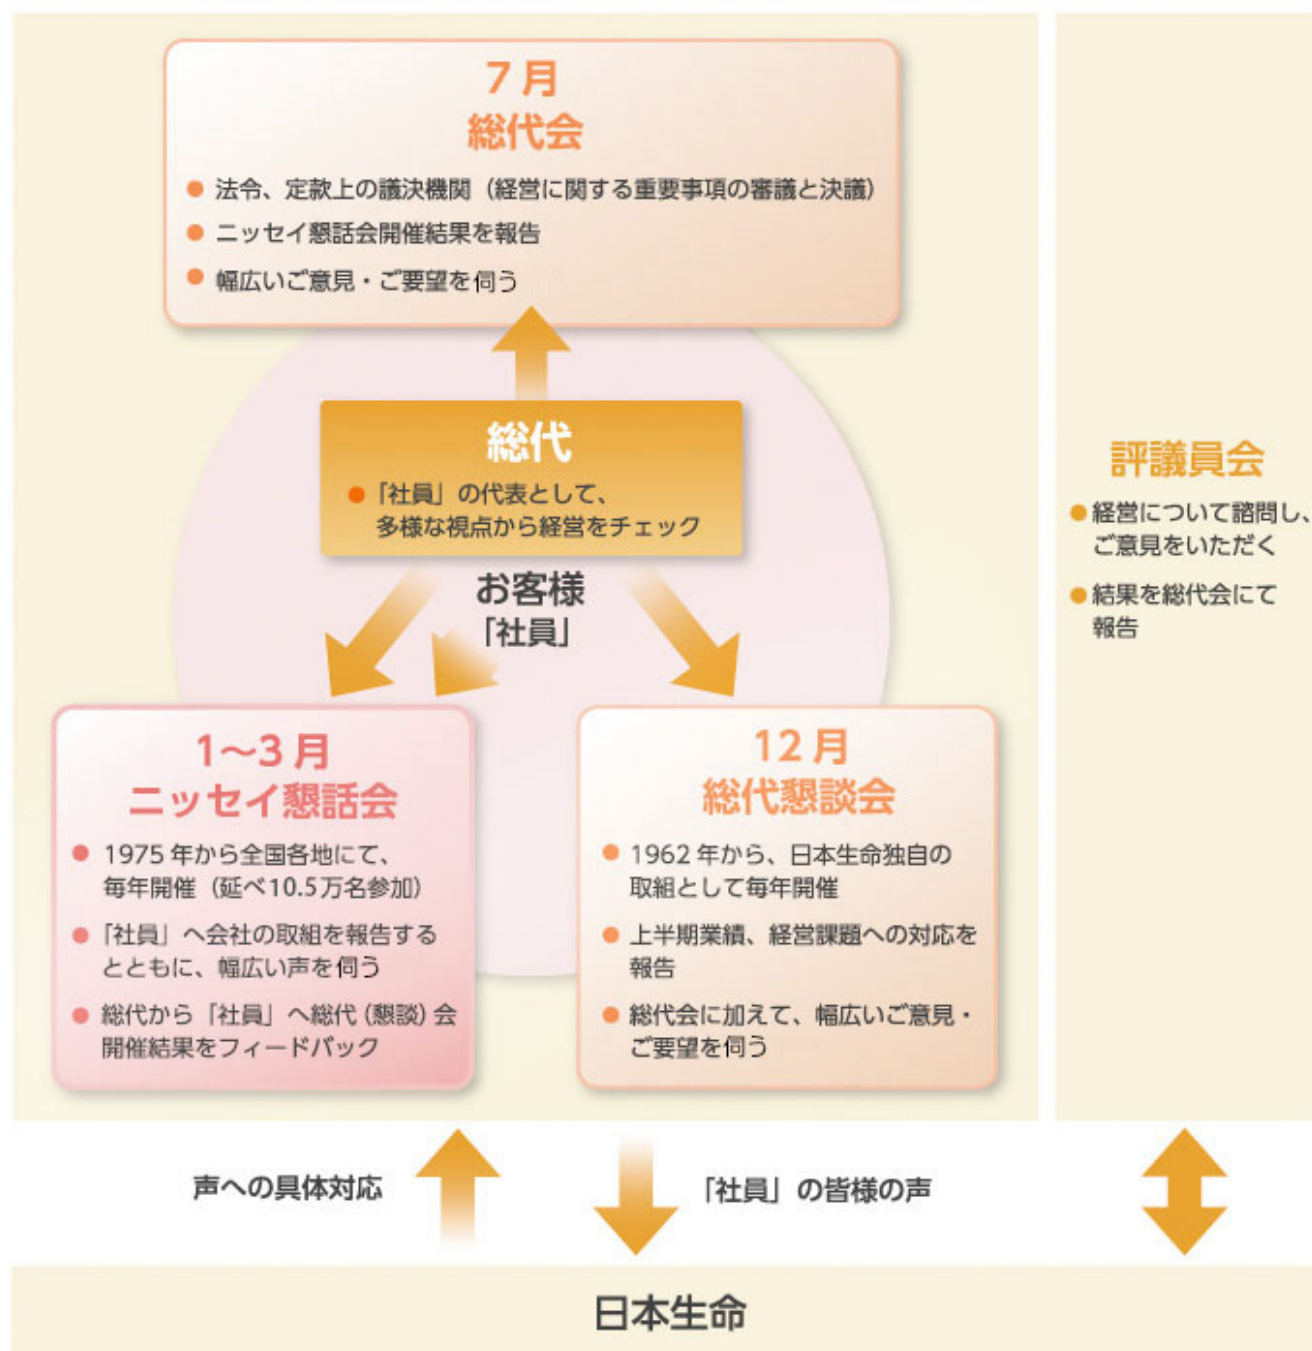 7月
総代会
● 法令、定款上の議決機関（経営に関する重要事項の審議と決議）
● ニッセイ懇話会開催結果を報告
● 幅広いご意見・ご要望を伺う
総代
● 「社員」の代表として、
多様な視点から経営をチェック
お客様
「社員」
1〜3月
ニッセイ懇話会
● 1975年から全国各地にて、
毎年開催（延べ10.5万名参加）
● 「社員」へ会社の取組を報告する
とともに、幅広い声を伺う
● 総代から「社員」へ総代（懇談）会
開催結果をフィードバック
12月
総代懇談会
● 1962年から、日本生命独自の
取組として毎年開催
● 上半期業績、経営課題への対応を
報告
● 総代会に加えて、幅広いご意見・
ご要望を伺う
評議員会
● 経営について諮問し、
ご意見をいただく
● 結果を総代会にて
報告
声への具体対応
「社員」の皆様の声
日本生命